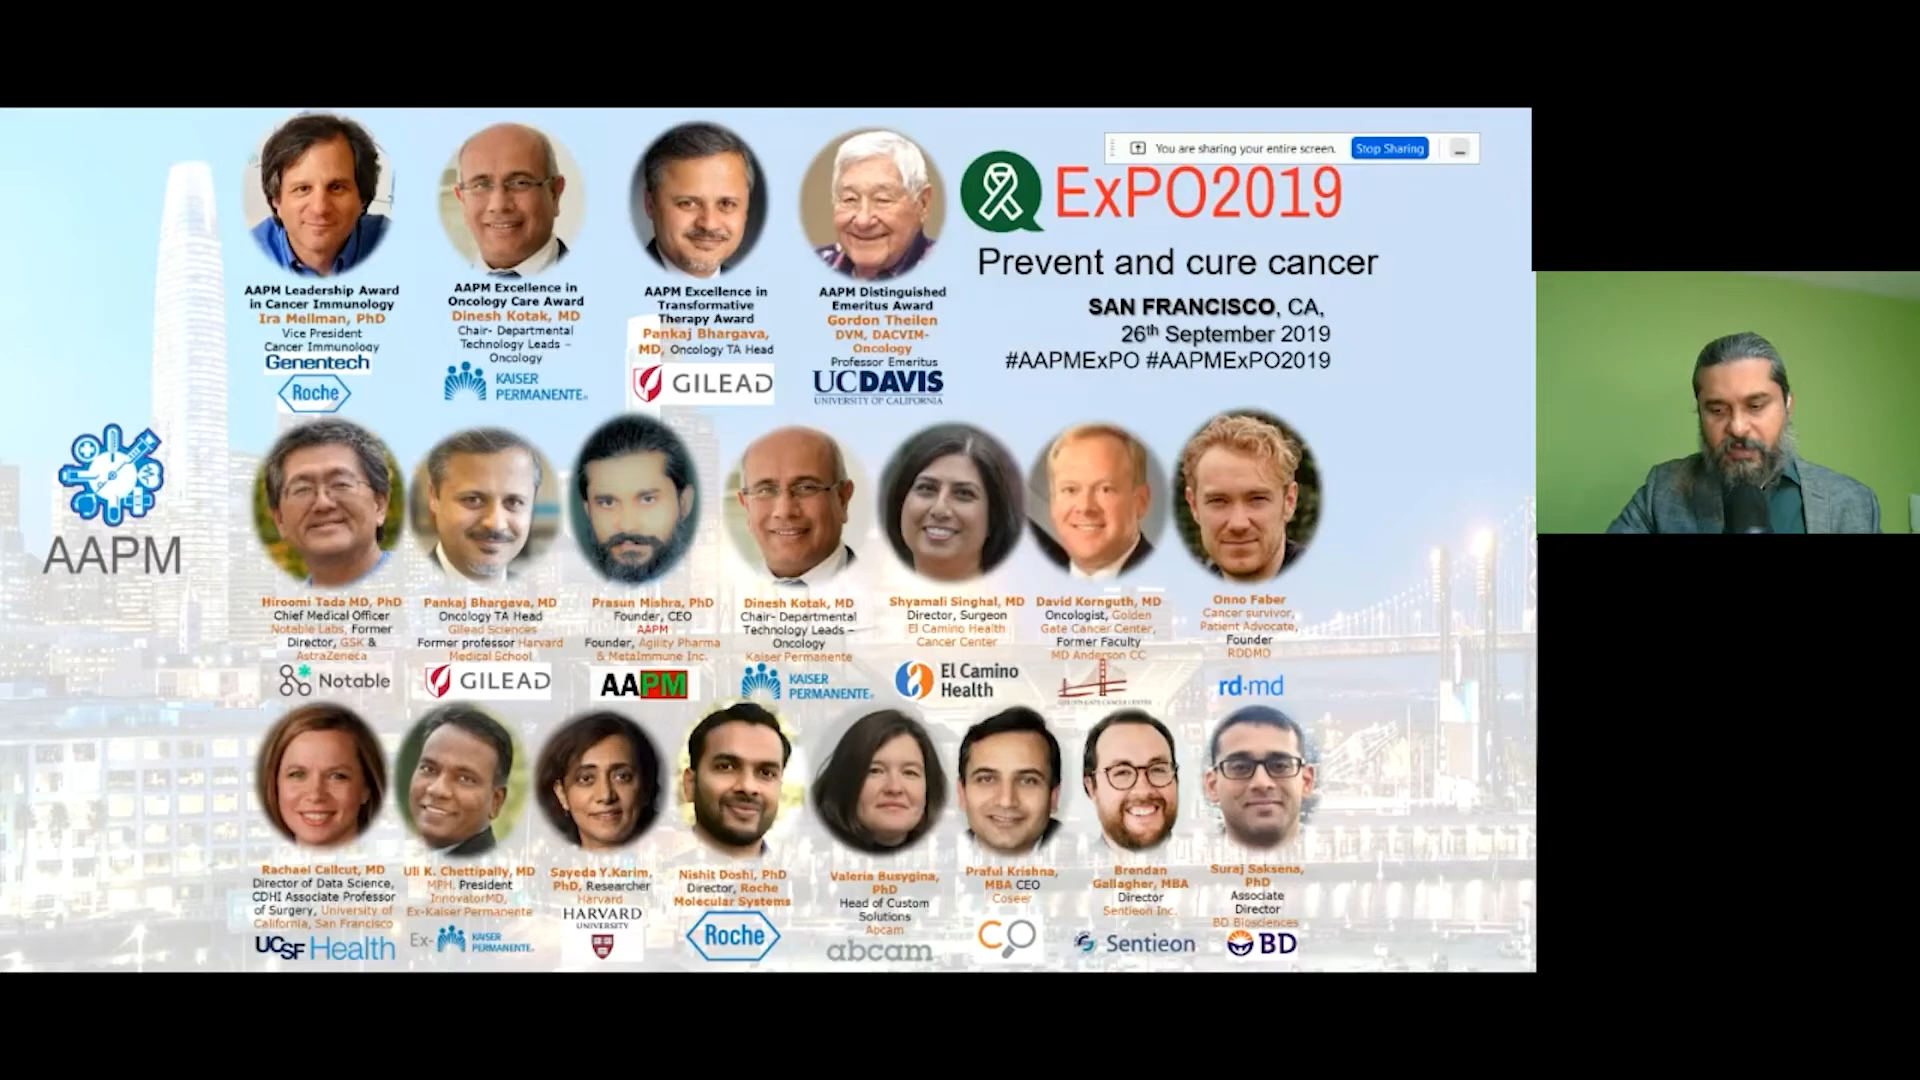 You are sharing your entire screen.
Stop Sharing
ExPO2019
Prevent and cure cancer
SAN FRANCISCO, CA,
26th September 2019
#AAPMExPO #AAPMExPO2019
AAPM Leadership Award
in Cancer Immunology
Ira Mellman, PhD
Vice President
Cancer Immunology
Genentech
Roche
AAPM Excellence in
Oncology Care Award
Dinesh Kotak, MD
Chair- Departmental
Technology Leads –
Oncology
KAISER
PERMANENTE®
AAPM Excellence in
Transformative
Therapy Award
Pankaj Bhargava,
MD, Oncology TA Head
GILEAD
AAPM Distinguished
Emeritus Award
Gordon Theilen
DVM, DACVIM-
Oncology
Professor Emeritus
UCDAVIS
UNIVERSITY OF CALIFORNIA
AAPM
Hiroomi Tada MD, PhD
Chief Medical Officer
Notable Labs, Former
Director, GSK &
AstraZeneca
Notable
Pankaj Bhargava, MD
Oncology TA Head
Gilead Sciences
Former professor Harvard
Medical School
GILEAD
Prasun Mishra, PhD
Founder, CEO
AAPM
Founder, Agility Pharma
& MetaImmune Inc.
AAPM
Dinesh Kotak, MD
Chair- Departmental
Technology Leads –
Oncology
Kaiser Permanente
KAISER
PERMANENTE®
Shyamali Singhal, MD
Director, Surgeon
El Camino Health
Cancer Center
El Camino
Health
David Kornguth, MD
Oncologist, Golden
Gate Cancer Center,
Former Faculty
MD Anderson CC
GOLDEN GATE CANCER CENTER
Onno Faber
Cancer survivor,
Patient Advocate,
Founder
RDDMD
rd·md
Rachael Callcut, MD
Director of Data Science,
CDHI Associate Professor
of Surgery, University of
California, San Francisco
UCSF Health
Uli K. Chettipally, MD
MPH. President
InnovatorMD,
Ex-Kaiser Permanente
Ex-
KAISER
PERMANENTE.
Sayeda Y.Karim,
PhD, Researcher
Harvard
HARVARD
UNIVERSITY
Nishit Doshi, PhD
Director, Roche
Molecular Systems
Roche
Valeria Busygina,
PhD
Head of Custom
Solutions
Abcam
abcam
Praful Krishna,
MBA CEO
Coseer
CO
Brendan
Gallagher, MBA
Director
Sentieon Inc.
Sentieon
Suraj Saksena,
PhD
Associate
Director
BD Biosciences
BD